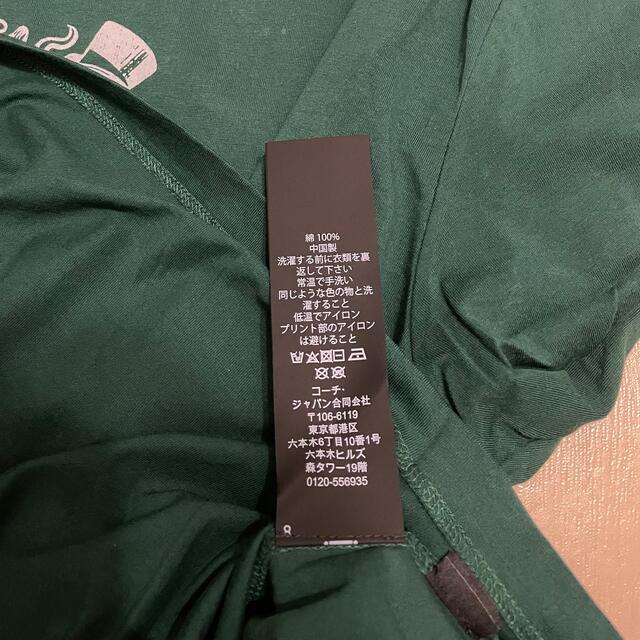 綿 100%
中国製
洗濯する前に衣類を裏
返して下さい
常温で手洗い
同じような色の物と洗
濯すること
低温でアイロン
プリント部のアイロン
は避けること
コーチ・
ジャパン合同会社
〒106-6119
東京都港区
六本木6丁目10番1号
六本木ヒルズ
森タワー19階
0120-556935
8